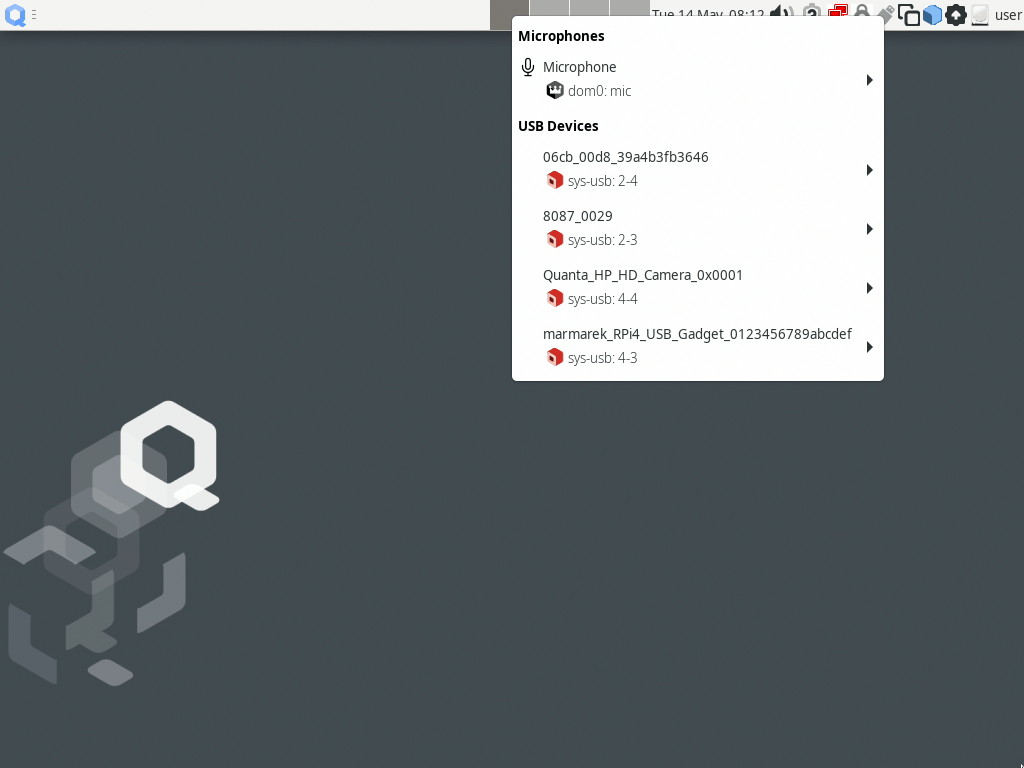 Tue 14 May, 08:12
user
Microphones
Microphone
dom0: mic
USB Devices
06cb_00d8_39a4b3fb3646
sys-usb: 2-4
8087_0029
sys-usb: 2-3
Quanta_HP_HD_Camera_0x0001
sys-usb: 4-4
marmarek_RPi4_USB_Gadget_0123456789abcdef
sys-usb: 4-3